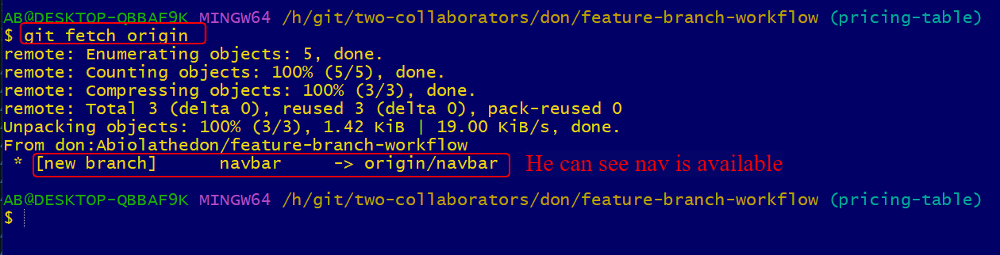 AB@DESKTOP-QBBAF9K MINGW64 /h/git/two-collaborators/don/feature-branch-workflow (pricing-table)
$ git fetch origin
remote: Enumerating objects: 5, done.
remote: Counting objects: 100% (5/5), done.
remote: Compressing objects: 100% (3/3), done.
remote: Total 3 (delta 0), reused 3 (delta 0), pack-reused 0
Unpacking objects: 100% (3/3), 1.42 KiB | 19.00 KiB/s, done.
From don:Abiolathedon/feature-branch-workflow
 * [new branch]      navbar     -> origin/navbar He can see nav is available
AB@DESKTOP-QBBAF9K MINGW64 /h/git/two-collaborators/don/feature-branch-workflow (pricing-table)
$